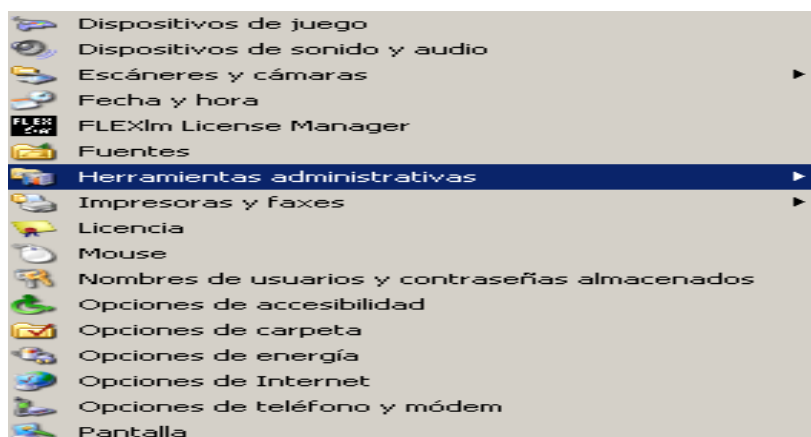 Dispositivos de juego
Dispositivos de sonido y audio
Escáneres y cámaras
Fecha y hora
FLEXlm License Manager
Fuentes
Herramientas administrativas
Impresoras y faxes
Licencia
Mouse
Nombres de usuarios y contraseñas almacenados
Opciones de accesibilidad
Opciones de carpeta
Opciones de energía
Opciones de Internet
Opciones de teléfono y módem
Pantalla